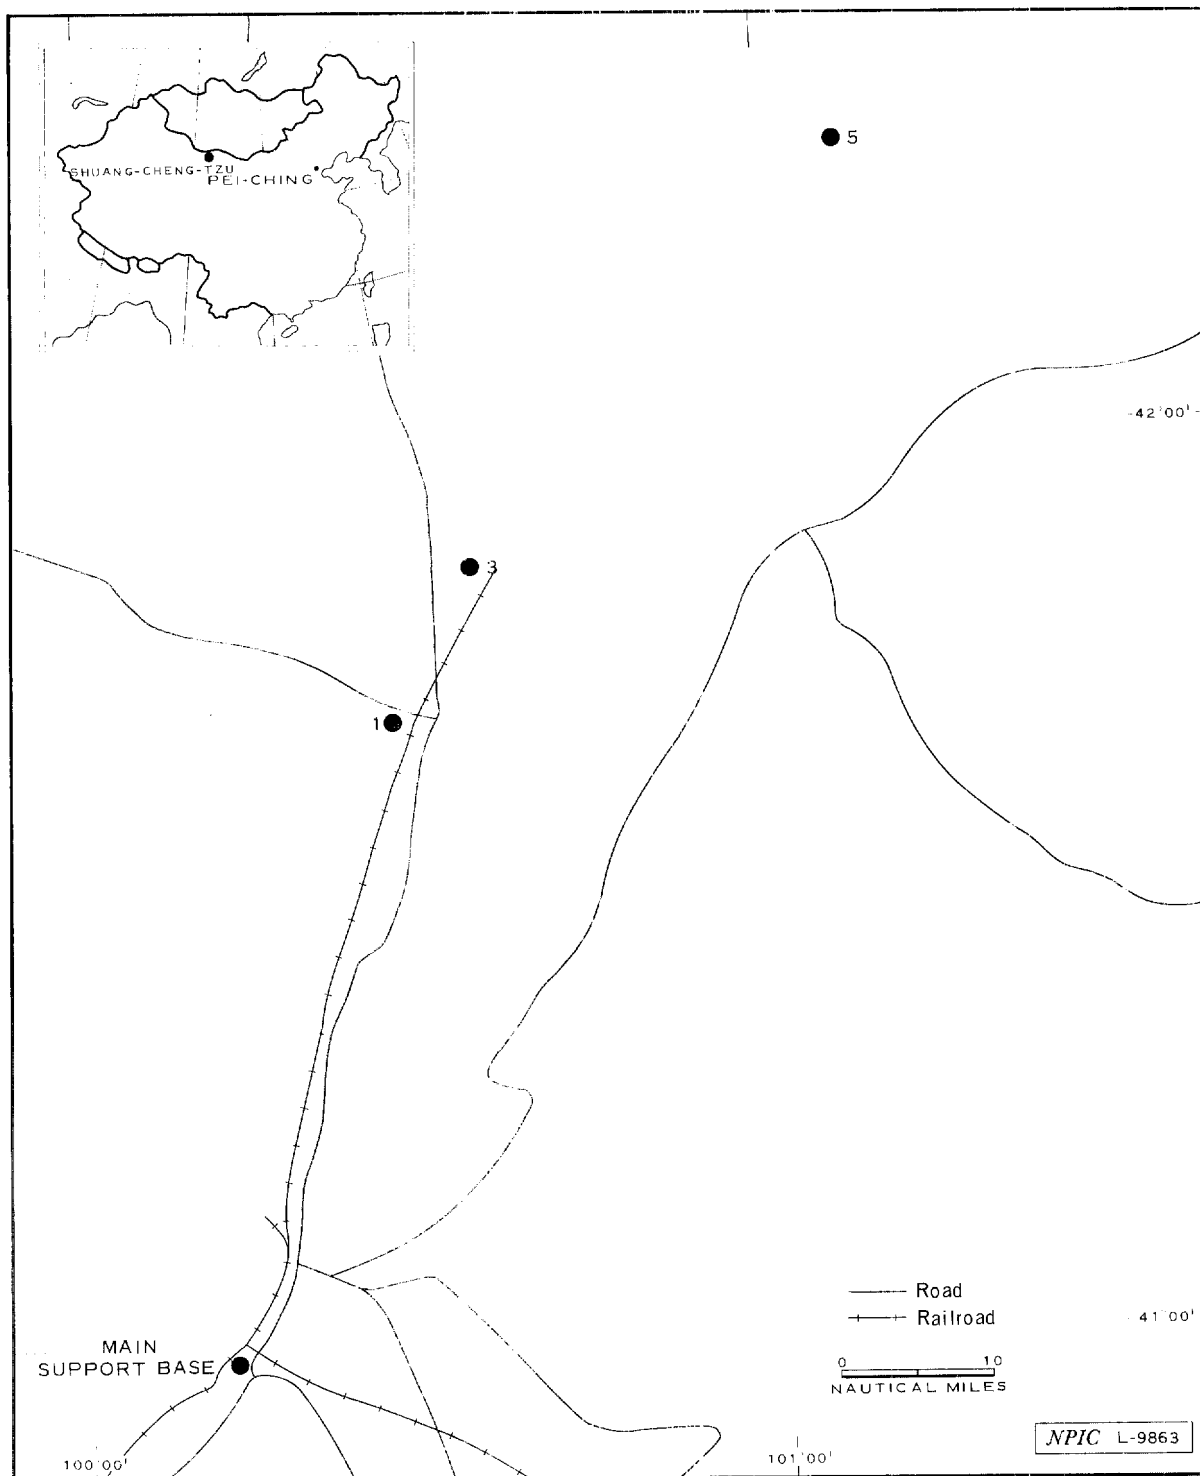 SHUANG-CHENG-TZU
PEI-CHING
5
42°00'
3
1
Road
Railroad
41°00'
MAIN
SUPPORT BASE
0 10
NAUTICAL MILES
NPIC L-9863
100°00'
101°00'